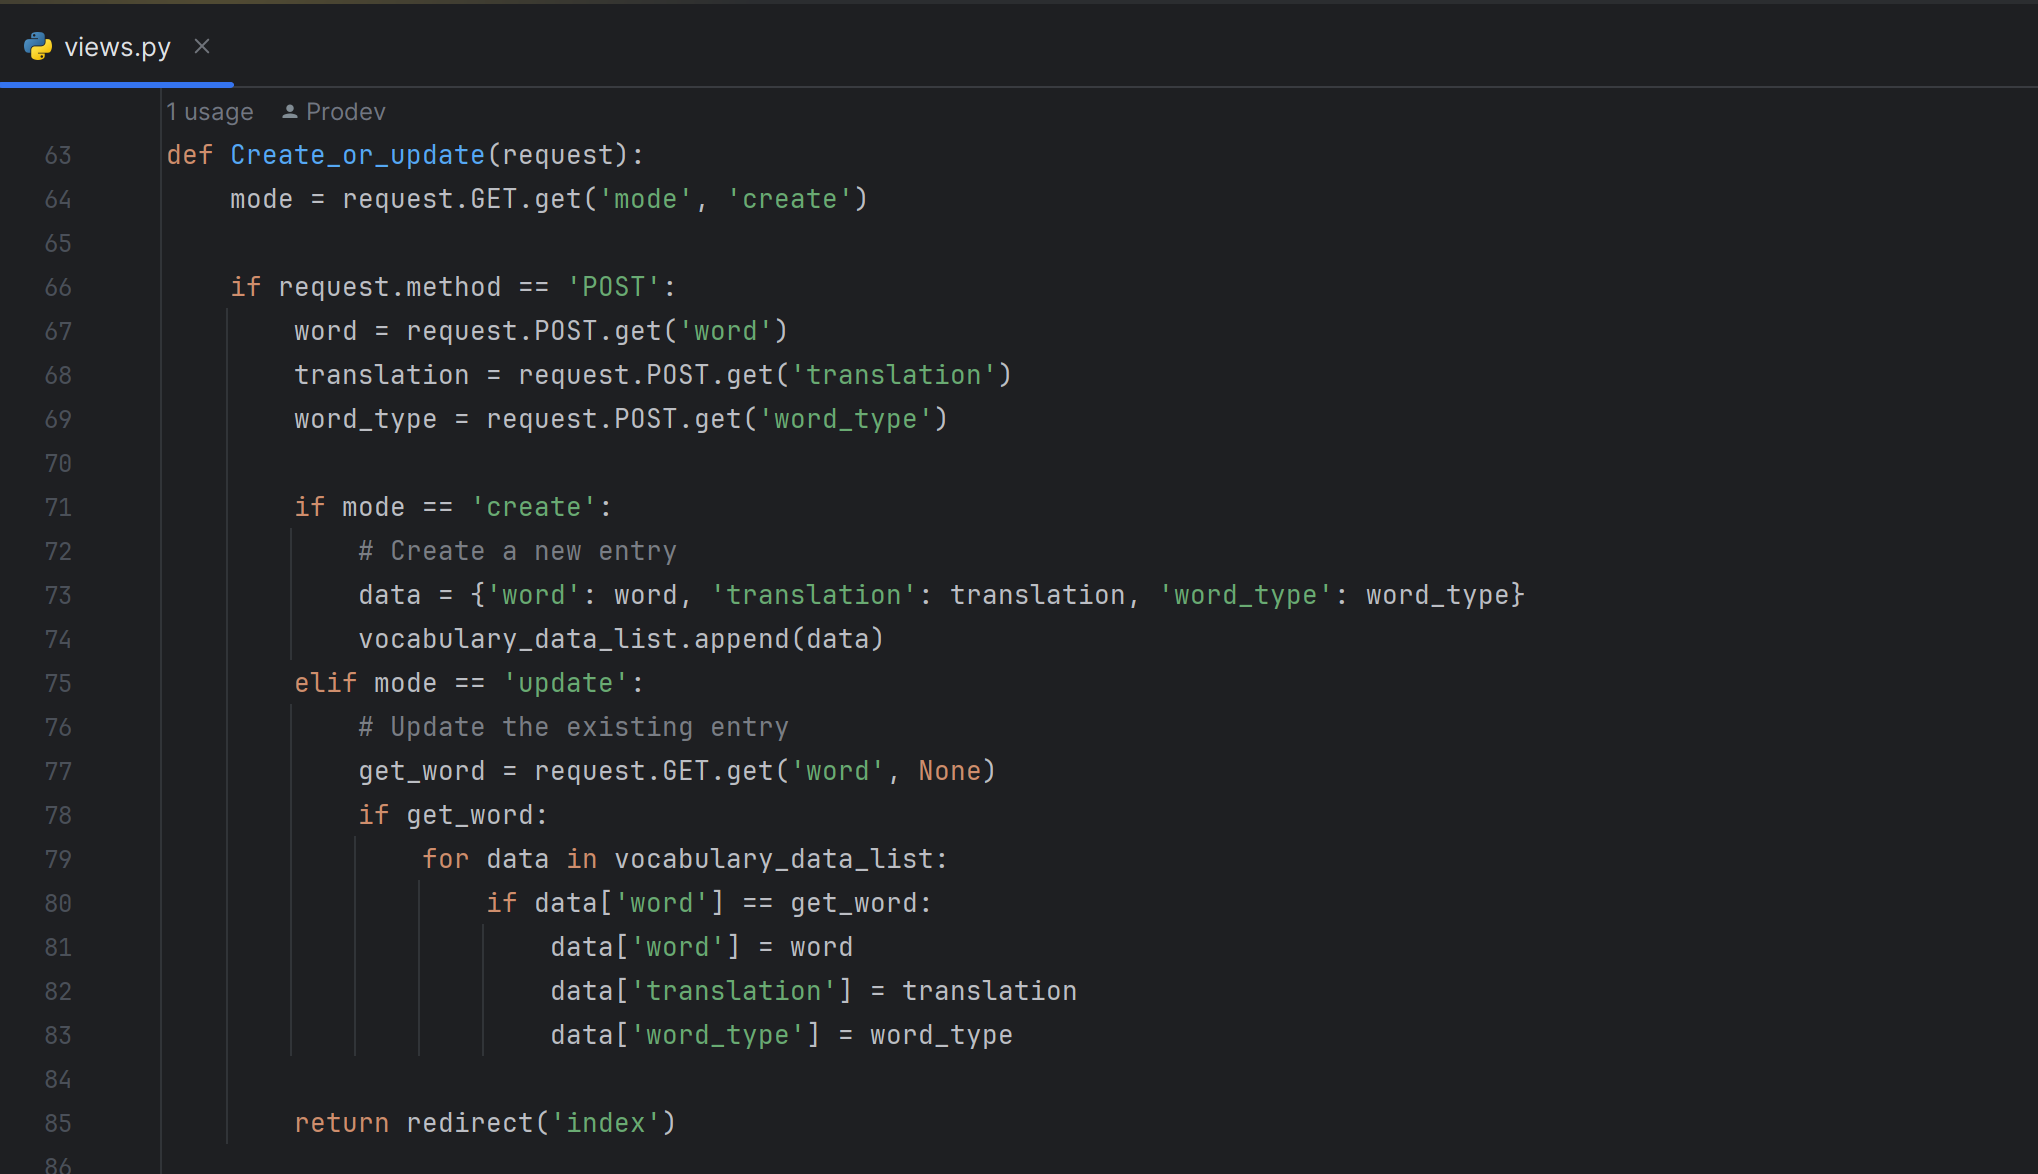 views.py
1 usage Prodev
63 def Create_or_update(request):
64     mode = request.GET.get('mode', 'create')
65
66     if request.method == 'POST':
67         word = request.POST.get('word')
68         translation = request.POST.get('translation')
69         word_type = request.POST.get('word_type')
70
71         if mode == 'create':
72             # Create a new entry
73             data = {'word': word, 'translation': translation, 'word_type': word_type}
74             vocabulary_data_list.append(data)
75         elif mode == 'update':
76             # Update the existing entry
77             get_word = request.GET.get('word', None)
78             if get_word:
79                 for data in vocabulary_data_list:
80                     if data['word'] == get_word:
81                         data['word'] = word
82                         data['translation'] = translation
83                         data['word_type'] = word_type
84
85         return redirect('index')
86